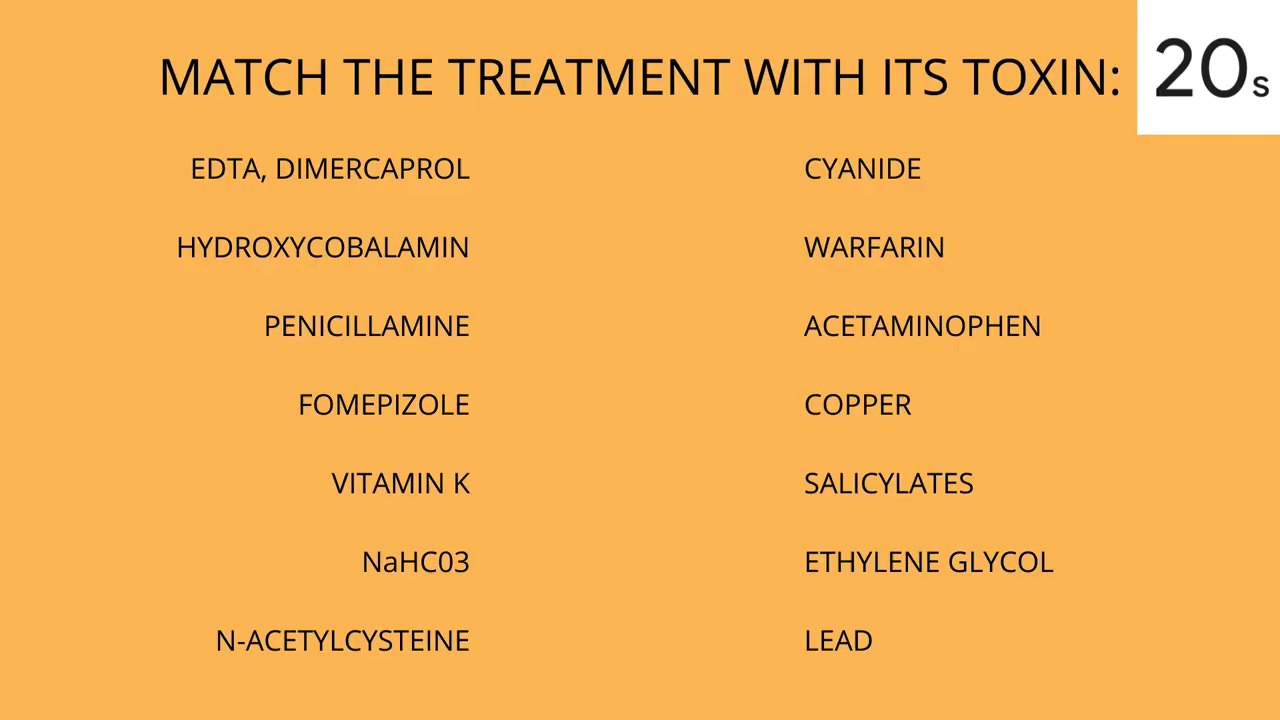 MATCH THE TREATMENT WITH ITS TOXIN:
20s
EDTA, DIMERCAPROL
CYANIDE
HYDROXYCOBALAMIN
WARFARIN
PENICILLAMINE
ACETAMINOPHEN
FOMEPIZOLE
COPPER
VITAMIN K
SALICYLATES
NaHC03
ETHYLENE GLYCOL
N-ACETYLCYSTEINE
LEAD